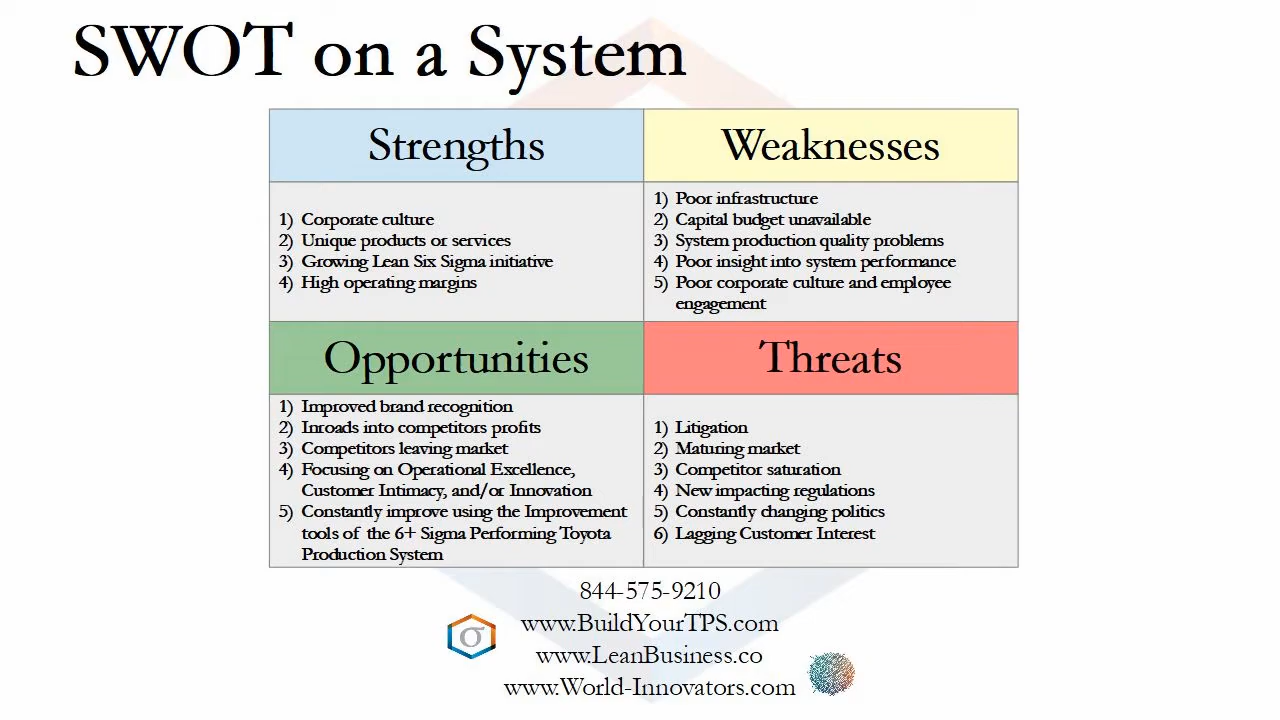 SWOT on a System
Strengths
Weaknesses
1) Corporate culture
2) Unique products or services
3) Growing Lean Six Sigma initiative
4) High operating margins
1) Poor infrastructure
2) Capital budget unavailable
3) System production quality problems
4) Poor insight into system performance
5) Poor corporate culture and employee
engagement
Opportunities
Threats
1) Improved brand recognition
2) Inroads into competitors profits
3) Competitors leaving market
4) Focusing on Operational Excellence,
Customer Intimacy, and/or Innovation
5) Constantly improve using the Improvement
tools of the 6+ Sigma Performing Toyota
Production System
1) Litigation
2) Maturing market
3) Competitor saturation
4) New impacting regulations
5) Constantly changing politics
6) Lagging Customer Interest
844-575-9210
www.BuildYourTPS.com
σ
www.LeanBusiness.co
www.World-Innovators.com